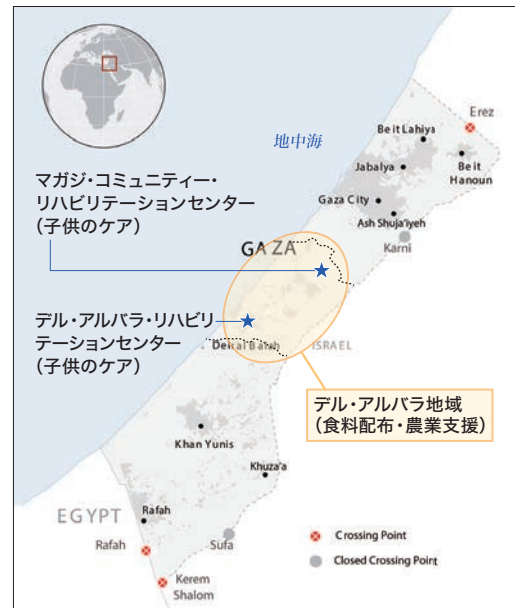 地中海
Erez
Beit Lahiya
Jabalya
Beit
Hanoun
マガジ・コミュニティー・
リハビリテーションセンター
（子供のケア）
Gaza City
Ash Shuja'iyeh
Karni
GAZA
デル・アルバラ・リハビリ
テーションセンター
（子供のケア）
Deir al Balah
ISRAEL
デル・アルバラ地域
（食料配布・農業支援）
Khan Yunis
Khuza'a
EGYPT
Rafah
Rafah
Sufa
Kerem
Shalom
Crossing Point
Closed Crossing Point